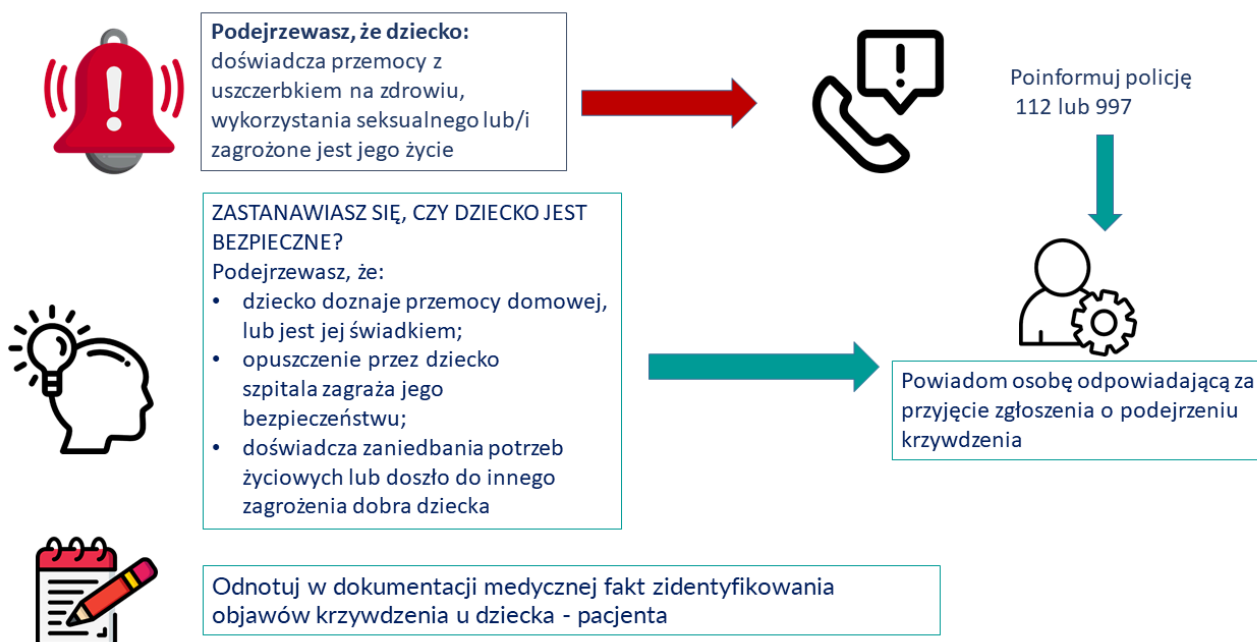 Podejrzewasz, że dziecko:
doświadcza przemocy z
uszczerbkiem na zdrowiu,
wykorzystania seksualnego lub/i
zagrożone jest jego życie
Poinformuj policję
112 lub 997
ZASTANAWIASZ SIĘ, CZY DZIECKO JEST
BEZPIECZNE?
Podejrzewasz, że:
• dziecko doznaje przemocy domowej,
lub jest jej świadkiem;
• opuszczenie przez dziecko
szpitala zagraża jego
bezpieczeństwu;
• doświadcza zaniedbania potrzeb
życiowych lub doszło do innego
zagrożenia dobra dziecka
Powiadom osobę odpowiadającą za
przyjęcie zgłoszenia o podejrzeniu
krzywdzenia
Odnotuj w dokumentacji medycznej fakt zidentyfikowania
objawów krzywdzenia u dziecka - pacjenta